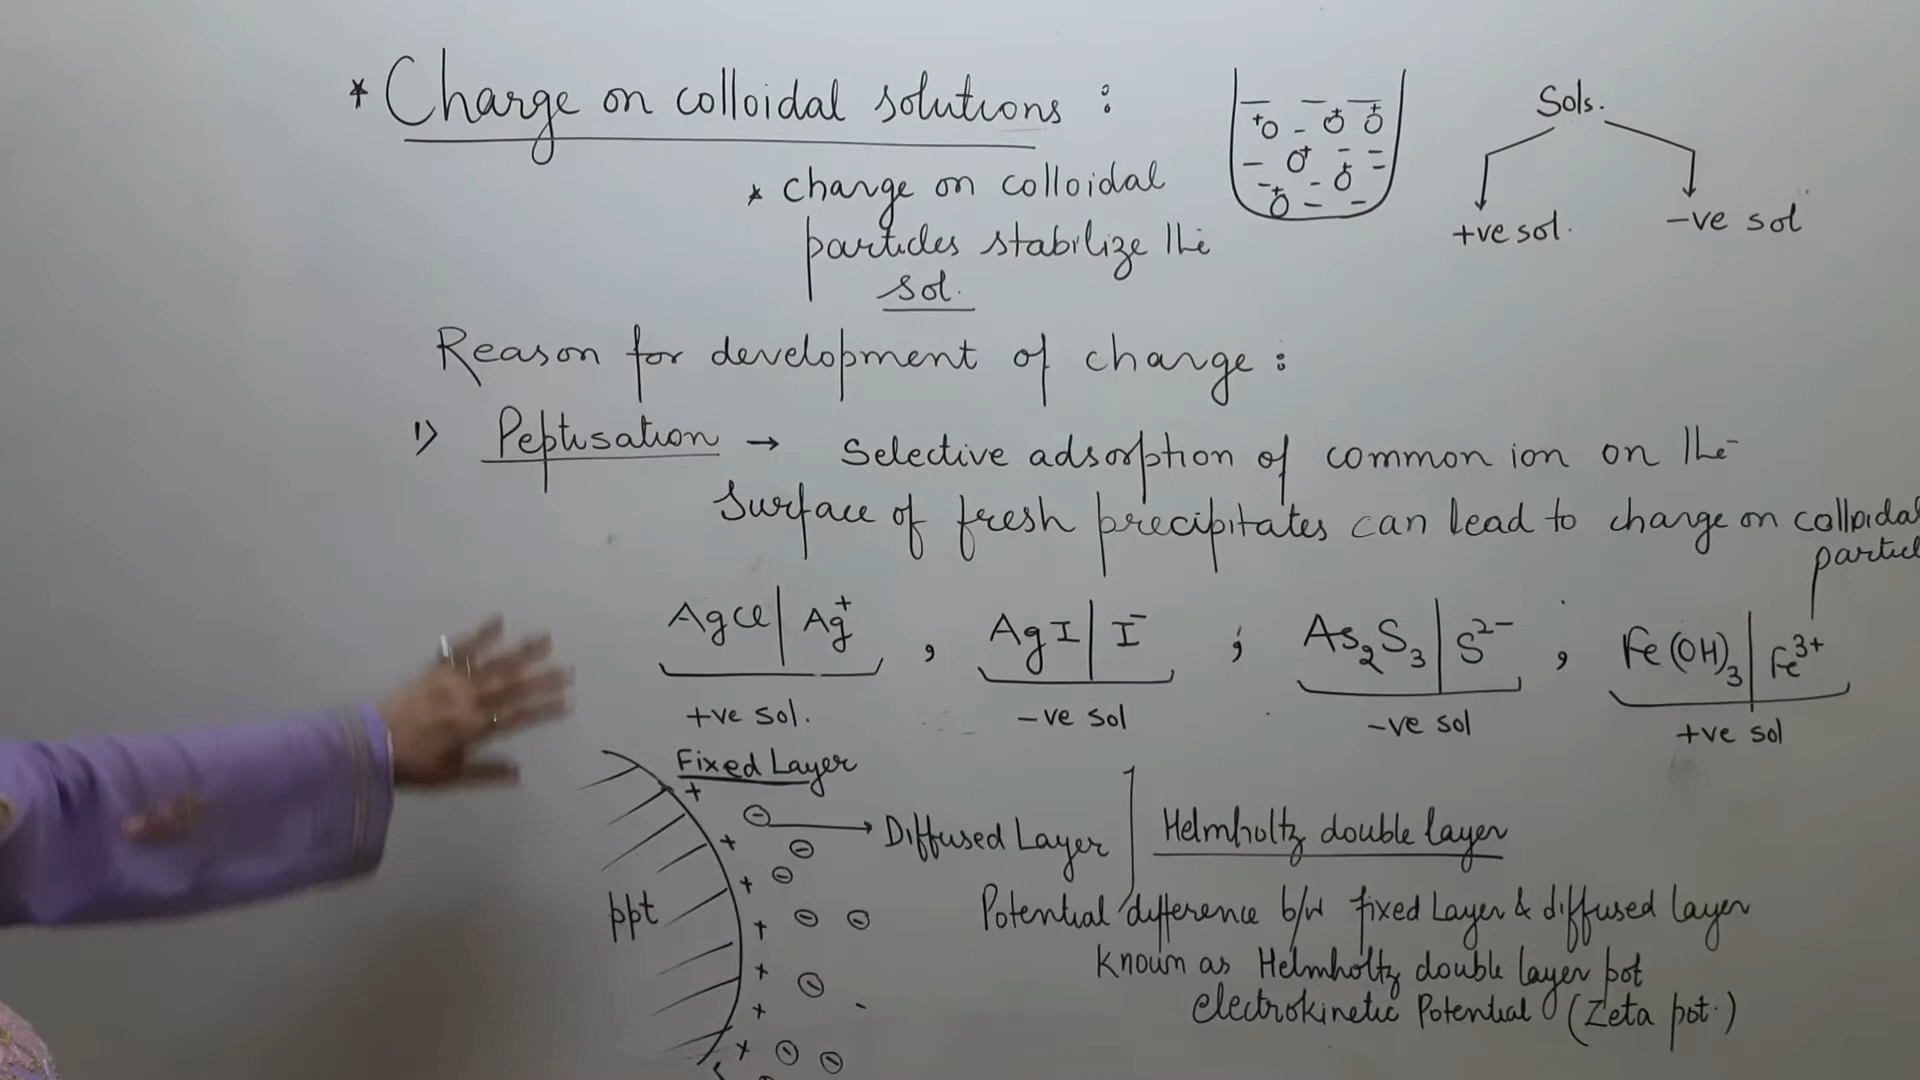 * Charge on colloidal solutions :
* charge on colloidal
particles stabilize the
sol.
Sols.
+ve sol.
-ve sol
Reason for development of charge :
1) Peptisation → Selective adsorption of common ion on the
surface of fresh precipitates can lead to change on colloidal
AgCl | Ag⁺ , AgI | I⁻ ; As₂S₃ | S²⁻ , Fe(OH)₃ | Fe³⁺
+ve sol. -ve sol -ve sol +ve sol
Fixed Layer
ppt
→ Diffused Layer
Helmholtz double layer
Potential difference b/w fixed Layer & diffused layer
known as Helmholtz double layer pot
electrokinetic Potential (Zeta pot.)